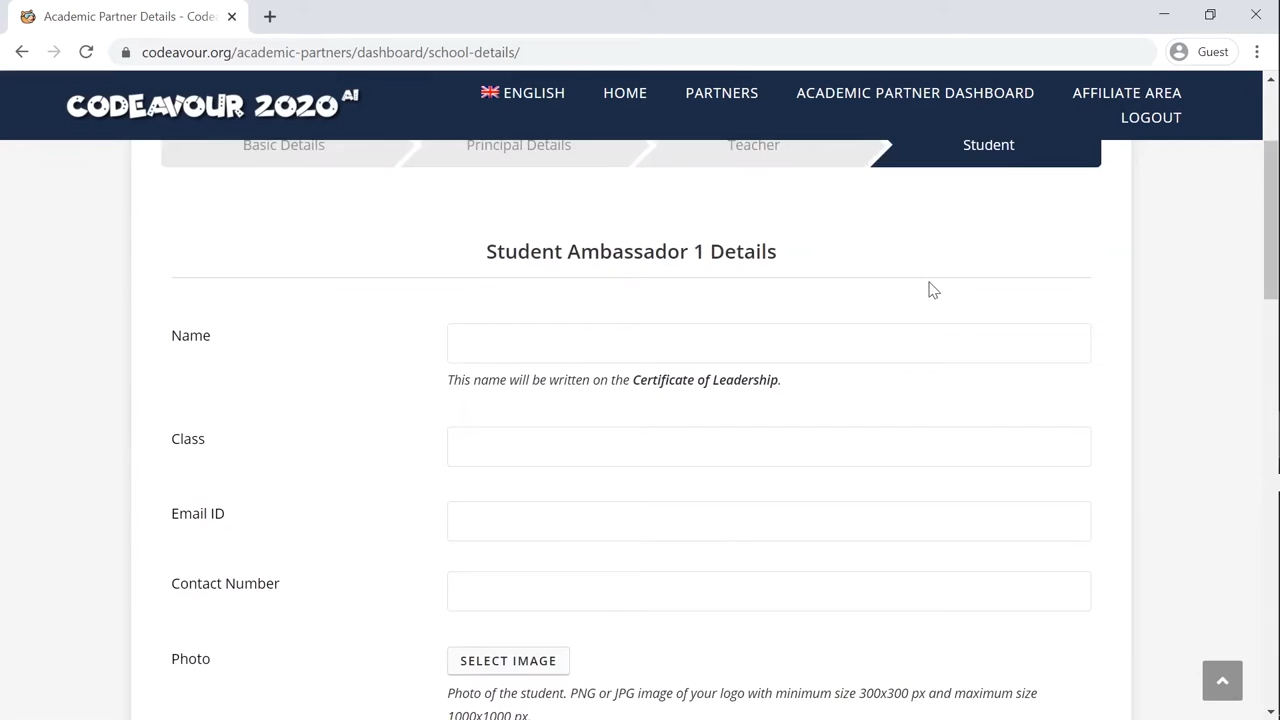 Academic Partner Details - Code
codeavour.org/academic-partners/dashboard/school-details/
Guest
CODEAVOUR 2020 AI
ENGLISH
HOME
PARTNERS
ACADEMIC PARTNER DASHBOARD
AFFILIATE AREA
LOGOUT
Basic Details
Principal Details
Teacher
Student
Student Ambassador 1 Details
Name
This name will be written on the Certificate of Leadership.
Class
Email ID
Contact Number
Photo
SELECT IMAGE
Photo of the student. PNG or JPG image of your logo with minimum size 300x300 px and maximum size
1000x1000 px.